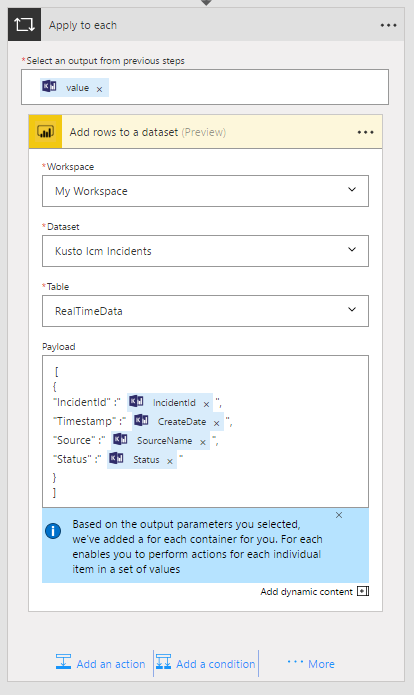 Apply to each
*Select an output from previous steps
value x
Add rows to a dataset (Preview)
*Workspace
My Workspace
*Dataset
Kusto Icm Incidents
*Table
RealTimeData
Payload
[
{
"IncidentId" :" IncidentId x ",
"Timestamp" :" CreateDate x ",
"Source" :" SourceName x ",
"Status" :" Status x "
}
]
Based on the output parameters you selected,
we've added a for each container for you. For each
enables you to perform actions for each individual
item in a set of values
Add dynamic content
Add an action
Add a condition
More